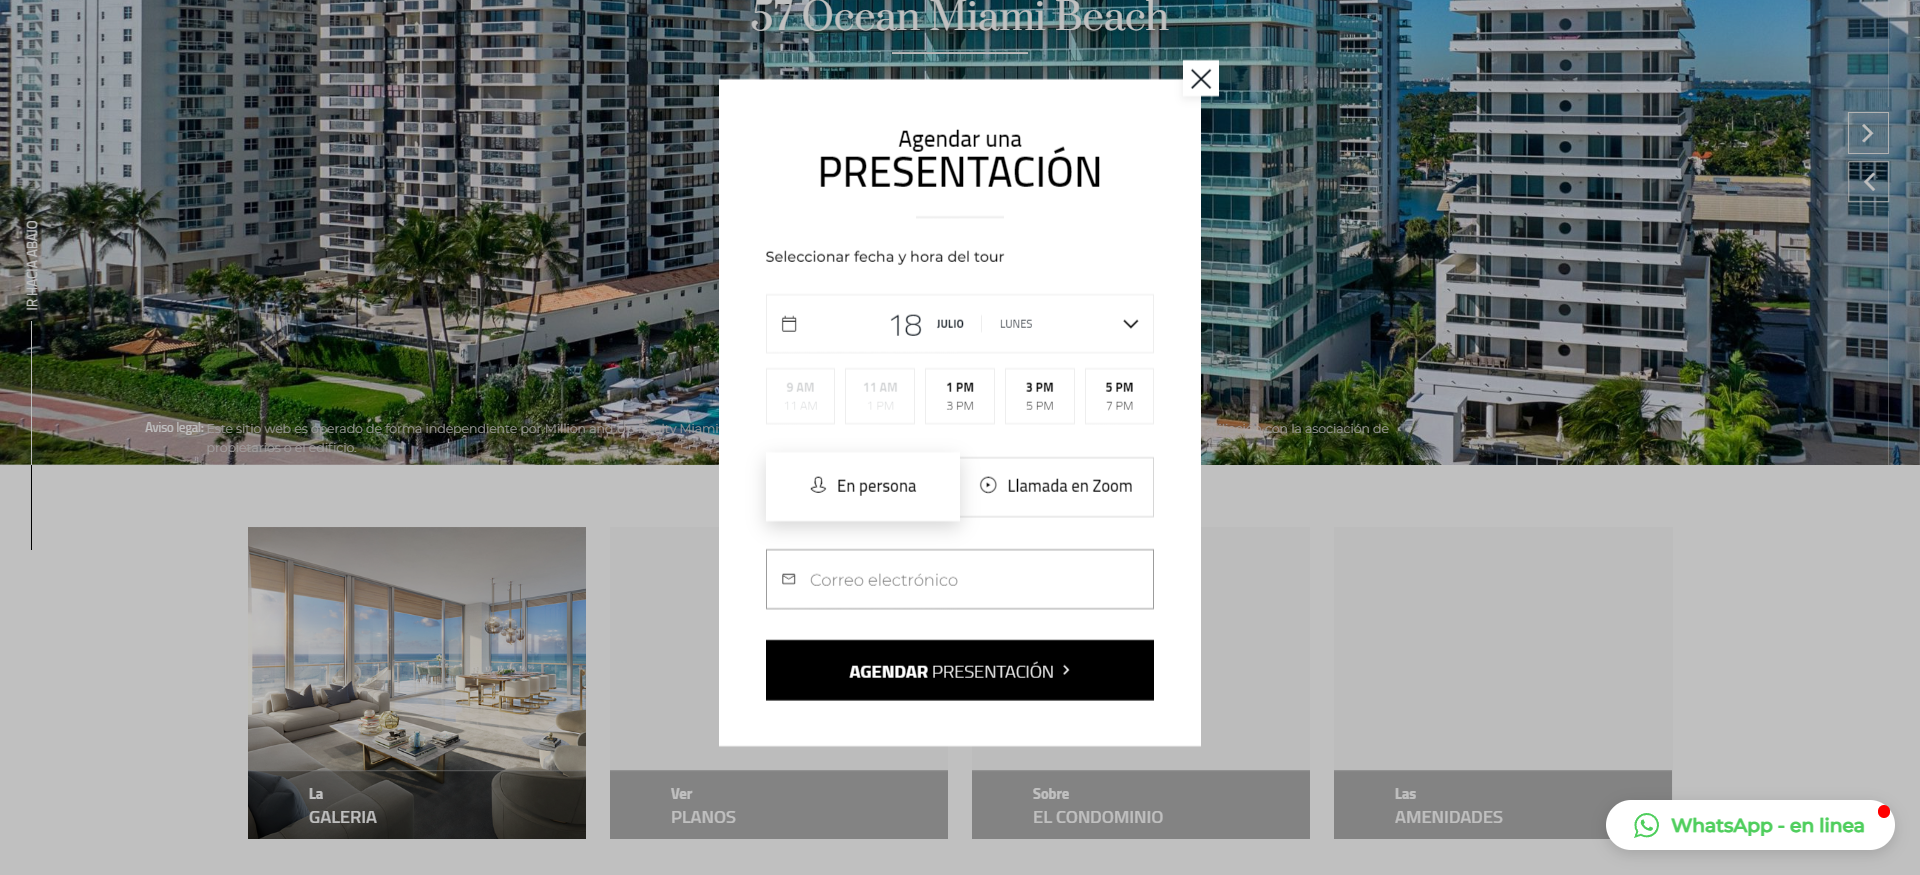 57 Ocean Miami Beach
Agendar una
PRESENTACIÓN
Seleccionar fecha y hora del tour
18 JULIO LUNES
9 AM 11 AM 1 PM 3 PM 5 PM
11 AM 1 PM 3 PM 5 PM 7 PM
En persona Llamada en Zoom
Correo electrónico
AGENDAR PRESENTACIÓN
IR HACIA ABAJO
Aviso legal: Este sitio web es operado de forma independiente por Million and Up Realty Miami con la asociación de
propietarios o el edificio.
La
GALERIA
Ver
PLANOS
Sobre
EL CONDOMINIO
Las
AMENIDADES
WhatsApp - en linea